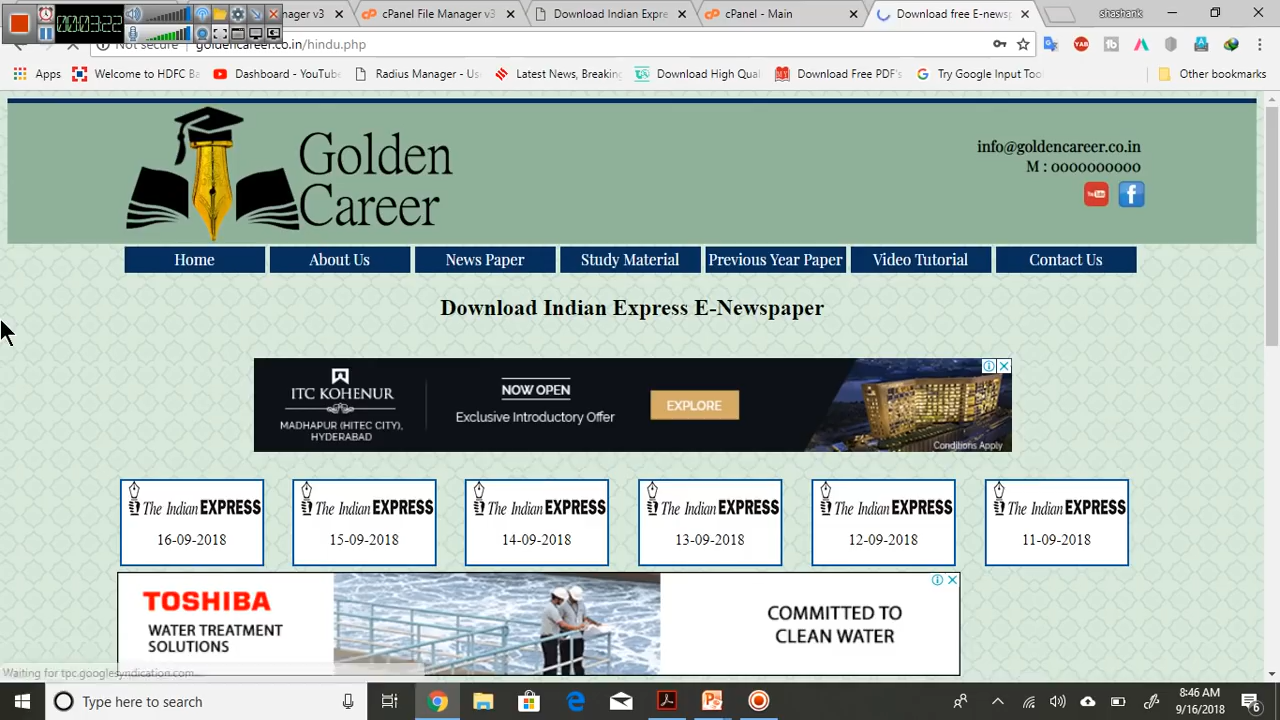 00:03:22
nager v3
cPanel File Manager v3
Download Indian Expre
cPanel - Main
Download free E-newsp
shashank
Not secure
goldencareer.co.in/hindu.php
Apps
Welcome to HDFC Ba
Dashboard - YouTube
Radius Manager - Us
Latest News, Breaking
Download High Qual
Download Free PDF's
Try Google Input Too
Other bookmarks
Golden
Career
info@goldencareer.co.in
M : 0000000000
Home
About Us
News Paper
Study Material
Previous Year Paper
Video Tutorial
Contact Us
Download Indian Express E-Newspaper
ITC KOHENUR
MADHAPUR (HITEC CITY),
HYDERABAD
NOW OPEN
Exclusive Introductory Offer
EXPLORE
Conditions Apply
The Indian EXPRESS
16-09-2018
The Indian EXPRESS
15-09-2018
The Indian EXPRESS
14-09-2018
The Indian EXPRESS
13-09-2018
The Indian EXPRESS
12-09-2018
The Indian EXPRESS
11-09-2018
TOSHIBA
WATER TREATMENT
SOLUTIONS
COMMITTED TO
CLEAN WATER
Waiting for tpc.googlesyndication.com...
Type here to search
8:46 AM
9/16/2018
6